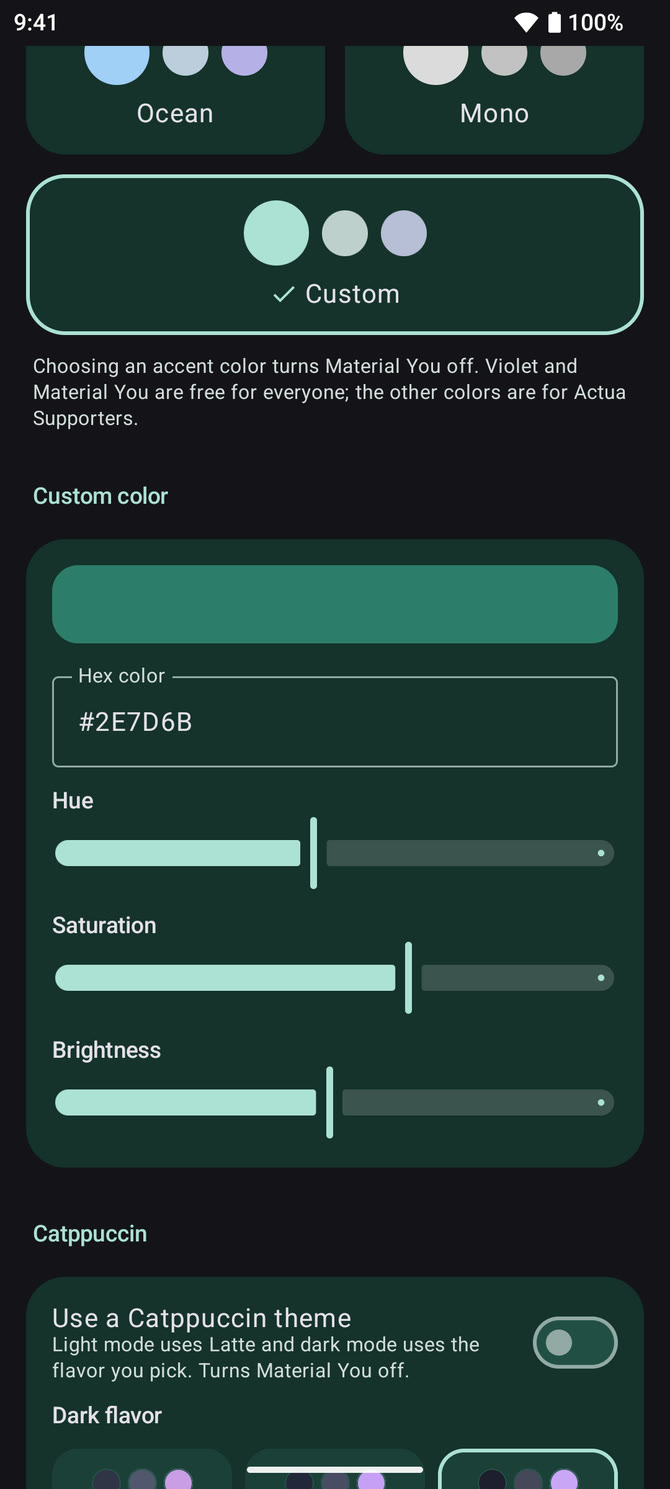 9:41
100%
Ocean
Mono
Custom
Choosing an accent color turns Material You off. Violet and
Material You are free for everyone; the other colors are for Actua
Supporters.
Custom color
Hex color
#2E7D6B
Hue
Saturation
Brightness
Catppuccin
Use a Catppuccin theme
Light mode uses Latte and dark mode uses the
flavor you pick. Turns Material You off.
Dark flavor